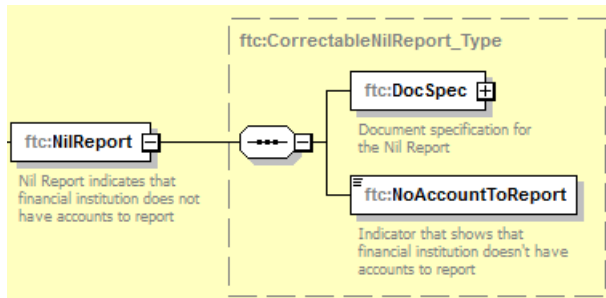 ftc:CorrectableNilReport_Type
ftc:DocSpec
Document specification for
the Nil Report
ftc:NilReport
Nil Report indicates that
financial institution does not
have accounts to report
ftc:NoAccountToReport
Indicator that shows that
financial institution doesn't have
accounts to report